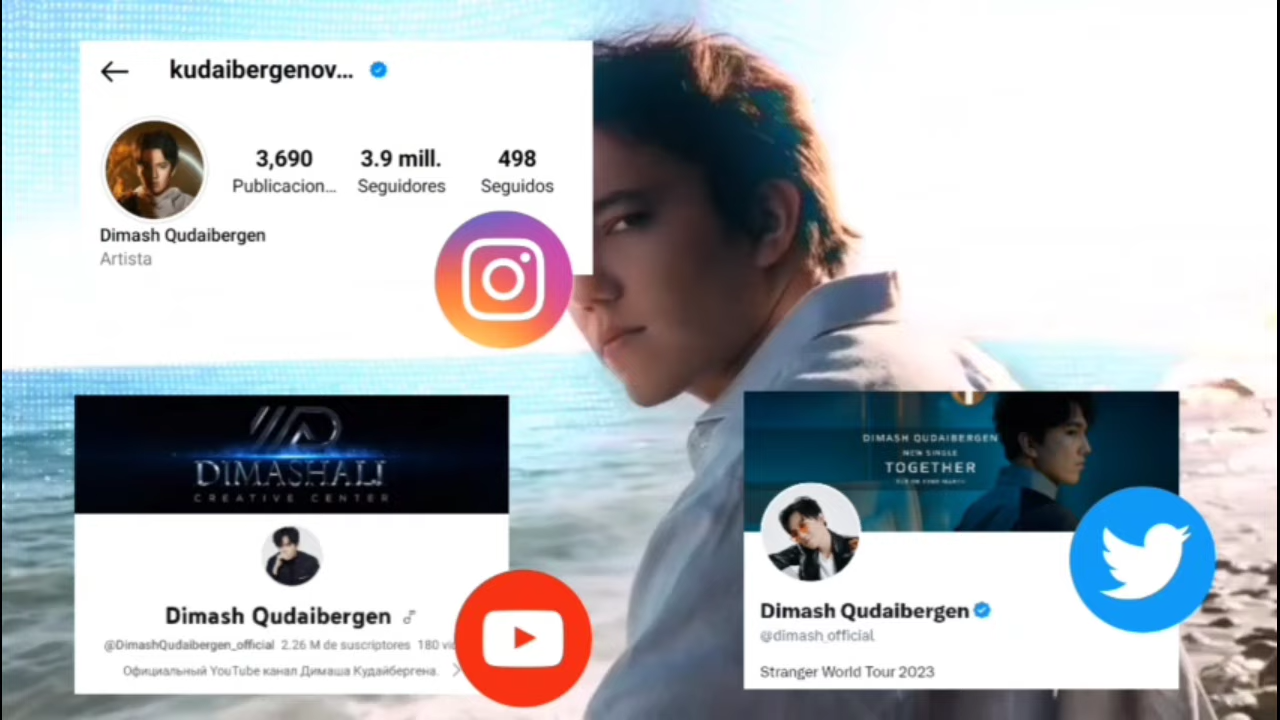 kudaibergenov...
3,690
Publicacion...
3.9 mill.
Seguidores
498
Seguidos
Dimash Qudaibergen
Artista
DIMASHALI
CREATIVE CENTER
Dimash Qudaibergen
@DimashQudaibergen_official 2.26 M de suscriptores 180
Официальный YouTube канал Димаша Кудайбергена.
DIMASH QUDAIBERGEN
NEW SINGLE
TOGETHER
Dimash Qudaibergen
@dimash_official
Stranger World Tour 2023